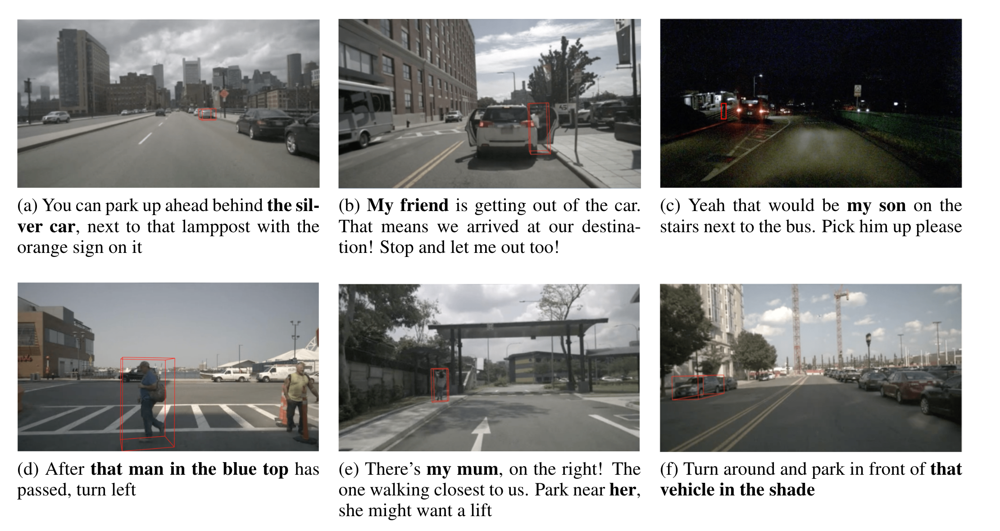 (a) You can park up ahead behind the sil-
ver car, next to that lamppost with the
orange sign on it
(b) My friend is getting out of the car.
That means we arrived at our destina-
tion! Stop and let me out too!
(c) Yeah that would be my son on the
stairs next to the bus. Pick him up please
(d) After that man in the blue top has
passed, turn left
(e) There's my mum, on the right! The
one walking closest to us. Park near her,
she might want a lift
(f) Turn around and park in front of that
vehicle in the shade